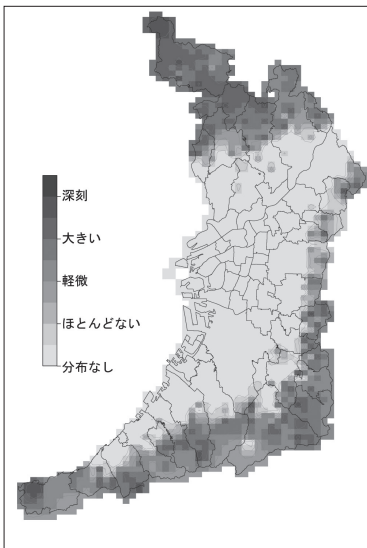 深刻
大きい
軽微
ほとんどない
分布なし